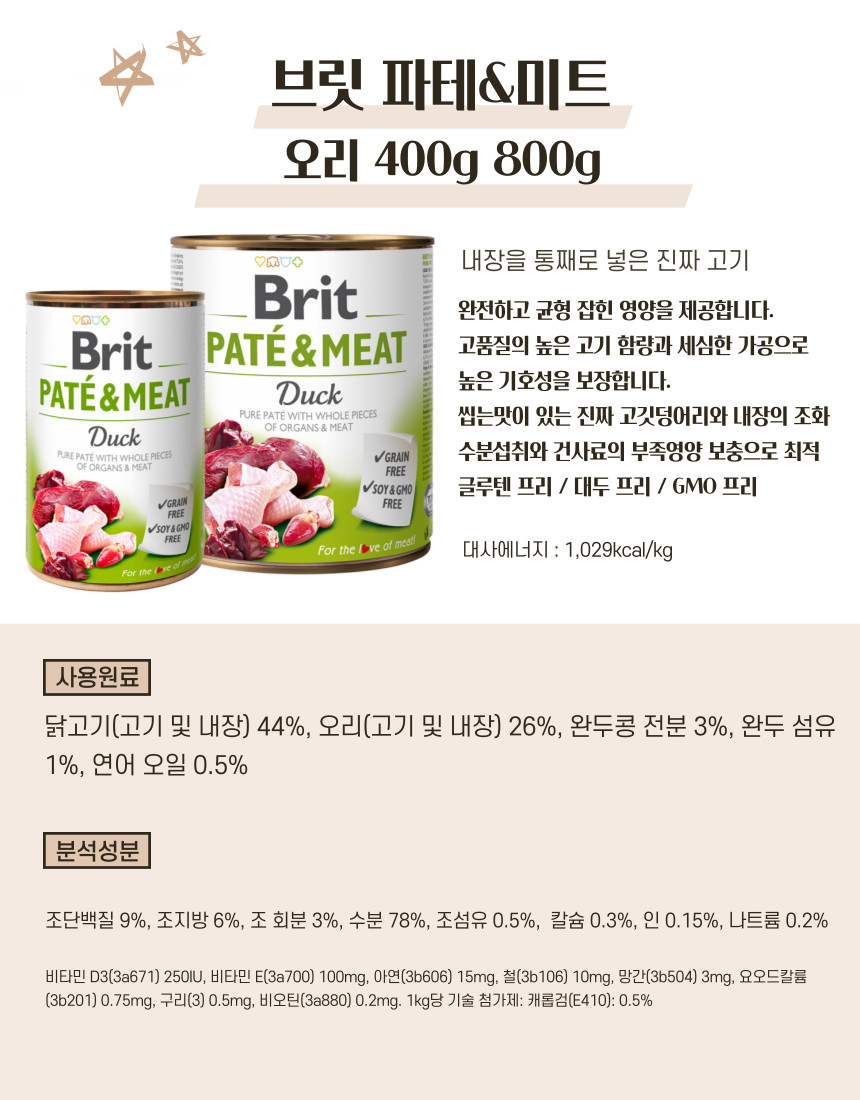 브릿 파테&미트
오리 400g 800g
Brit
PATÉ & MEAT
Duck
PURE PATÉ WITH WHOLE PIECES
OF ORGANS & MEAT
✓GRAIN
FREE
✓SOY & GMO
FREE
For the love of meat!
Brit
PATÉ & MEAT
Duck
PURE PATÉ WITH WHOLE PIECES
OF ORGANS & MEAT
✓GRAIN
FREE
✓SOY & GMO
FREE
For the love of meat!
내장을 통째로 넣은 진짜 고기
완전하고 균형 잡힌 영양을 제공합니다.
고품질의 높은 고기 함량과 세심한 가공으로
높은 기호성을 보장합니다.
씹는맛이 있는 진짜 고깃덩어리와 내장의 조화
수분섭취와 건사료의 부족영양 보충으로 최적
글루텐 프리 / 대두 프리 / GMO 프리
대사에너지 : 1,029kcal/kg
사용원료
닭고기(고기 및 내장) 44%, 오리(고기 및 내장) 26%, 완두콩 전분 3%, 완두 섬유
1%, 연어 오일 0.5%
분석성분
조단백질 9%, 조지방 6%, 조 회분 3%, 수분 78%, 조섬유 0.5%, 칼슘 0.3%, 인 0.15%, 나트륨 0.2%
비타민 D3(3a671) 250IU, 비타민 E(3a700) 100mg, 아연(3b606) 15mg, 철(3b106) 10mg, 망간(3b504) 3mg, 요오드칼륨
(3b201) 0.75mg, 구리(3) 0.5mg, 비오틴(3a880) 0.2mg. 1kg당 기술 첨가제: 캐롭검(E410): 0.5%